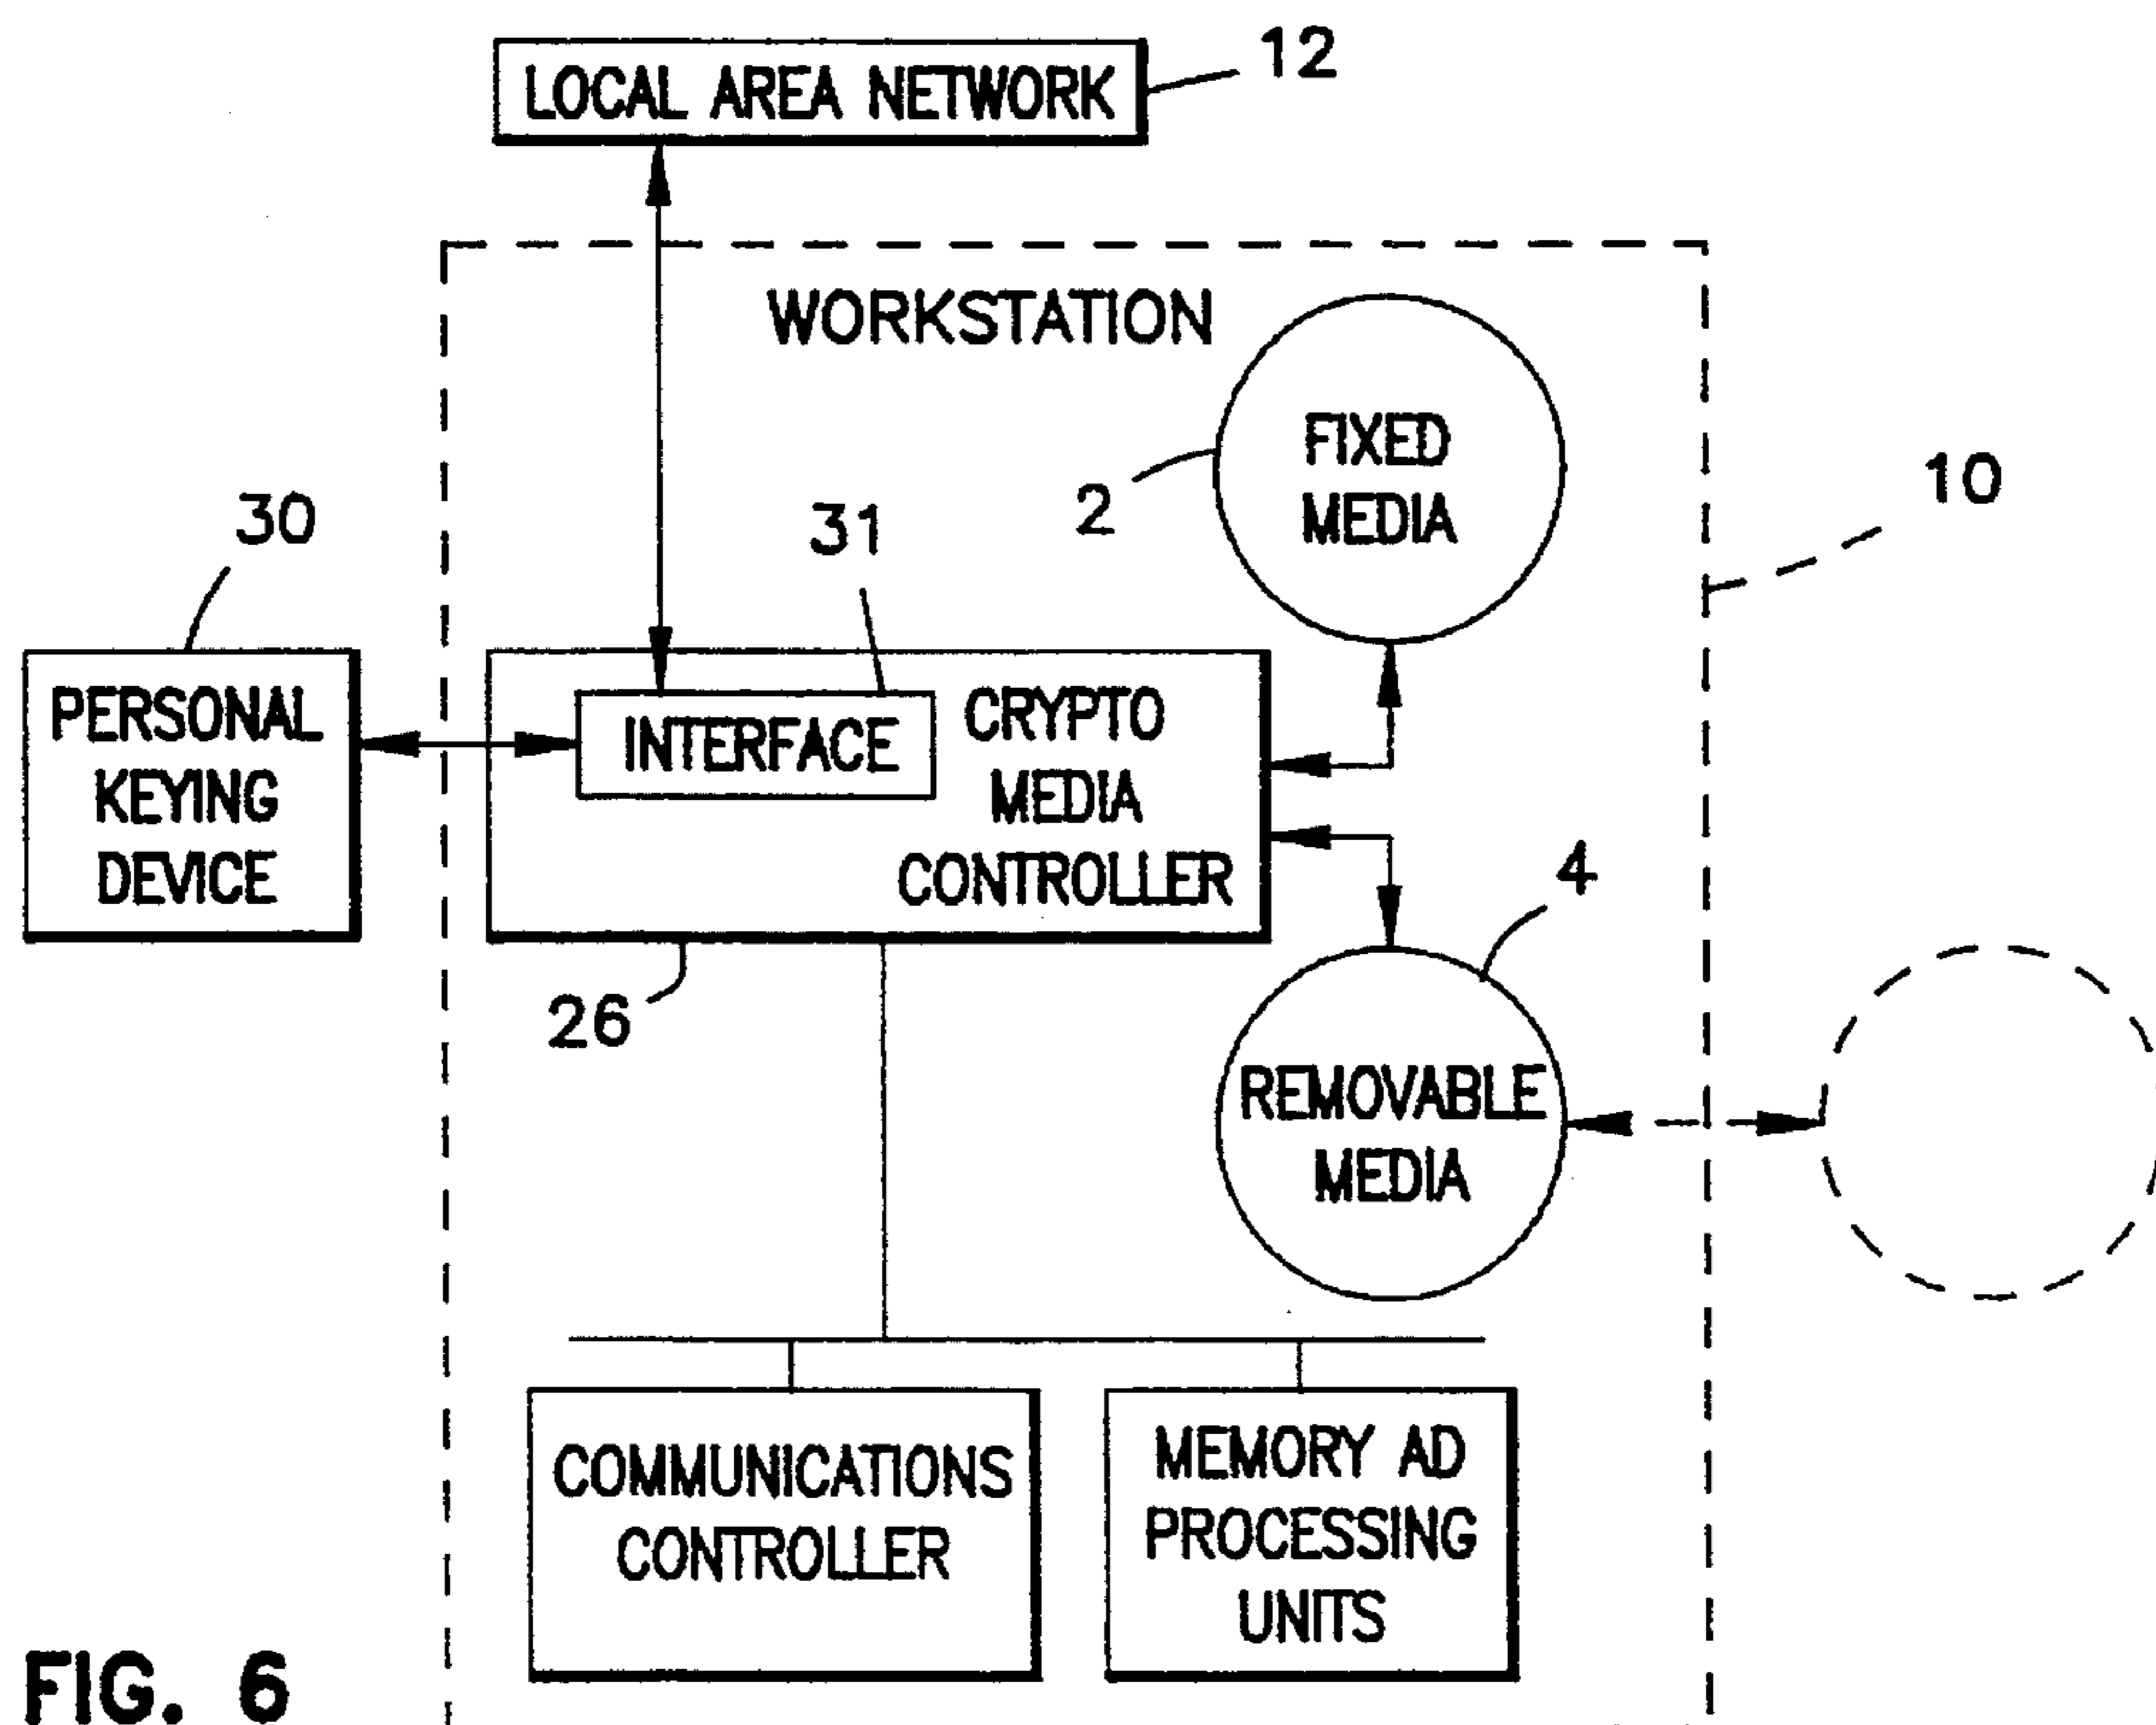 12
LOCAL AREA NETWORK
WORKSTATION
FIXED
MEDIA
2
10
30
31
PERSONAL
KEYING
DEVICE
INTERFACE
CRYPTO
MEDIA
CONTROLLER
4
26
REMOVABLE
MEDIA
COMMUNICATIONS
CONTROLLER
MEMORY AD
PROCESSING
UNITS
FIG. 6